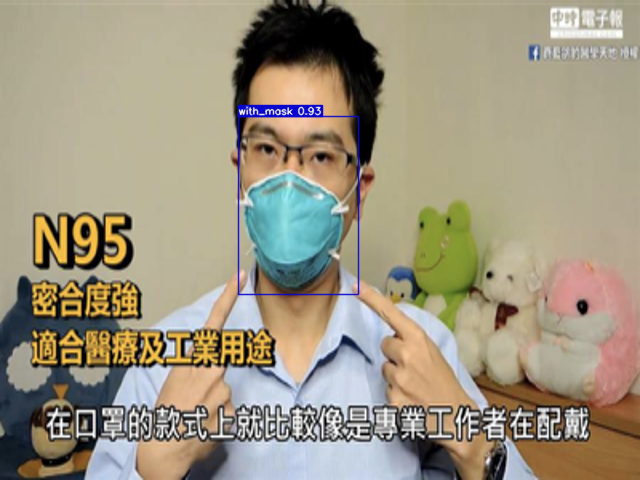 中時電子報
with_mask 0.93
N95
密合度強
適合醫療及工業用途
在口罩的款式上就比較像是專業工作者在配戴